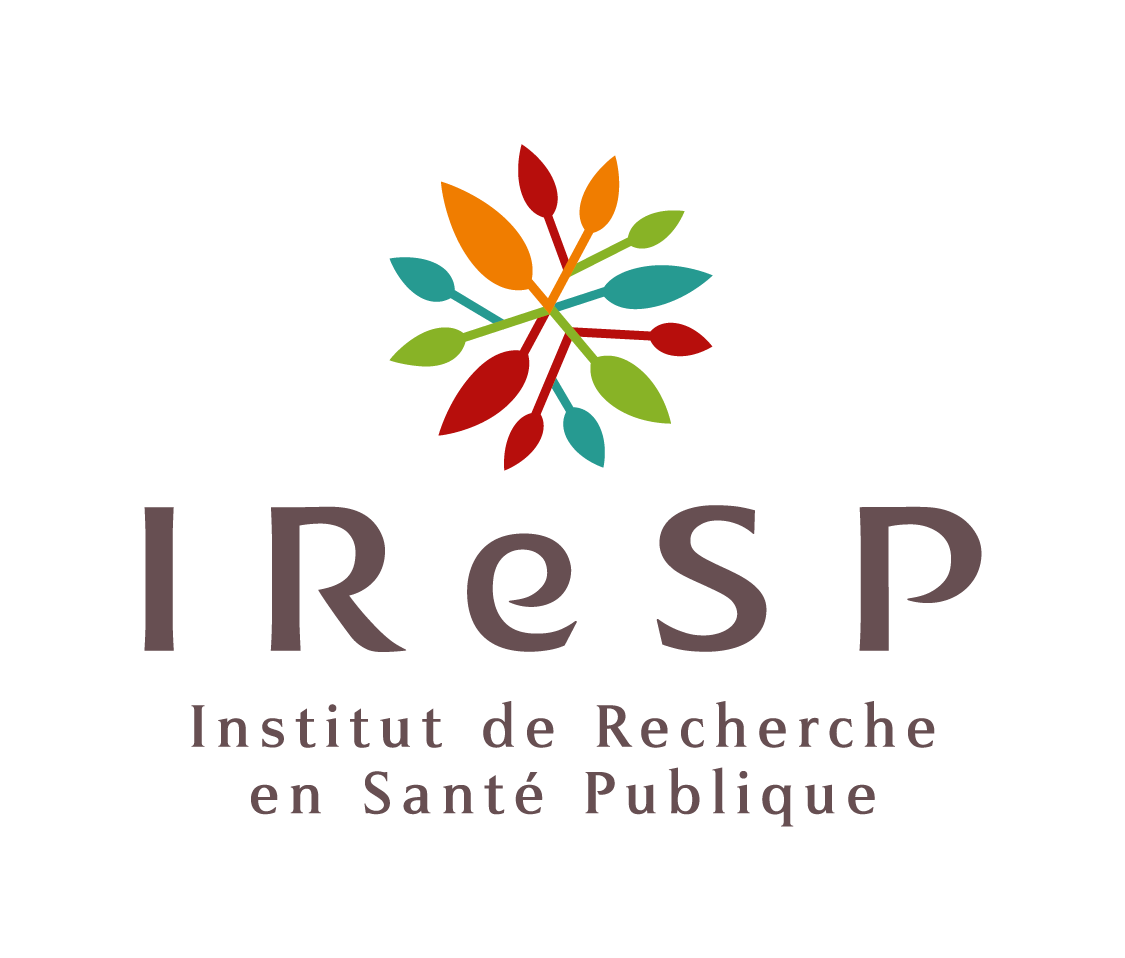 IReSP
Institut de Recherche
en Santé Publique